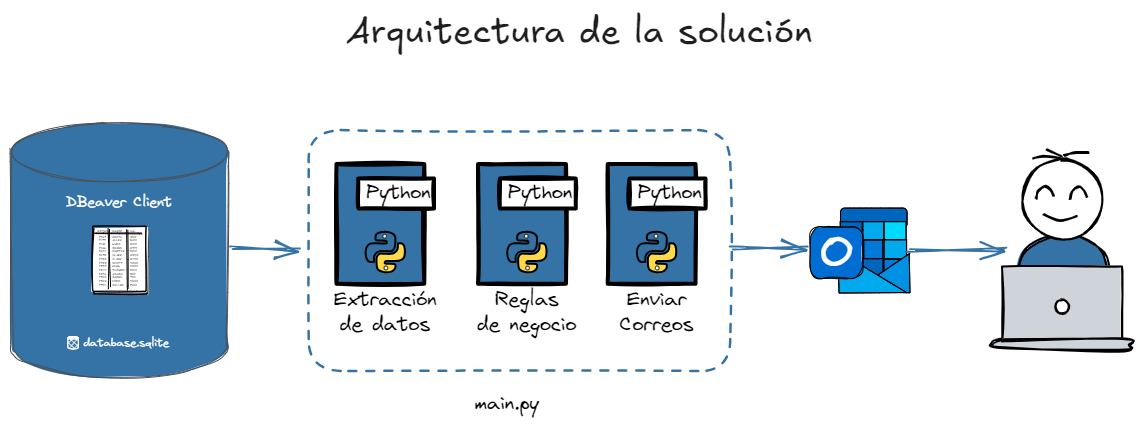 Arquitectura de la solución
DBeaver Client
database.sqlite
Python
Extracción
de datos
Python
Reglas
de negocio
Python
Enviar
Correos
main.py